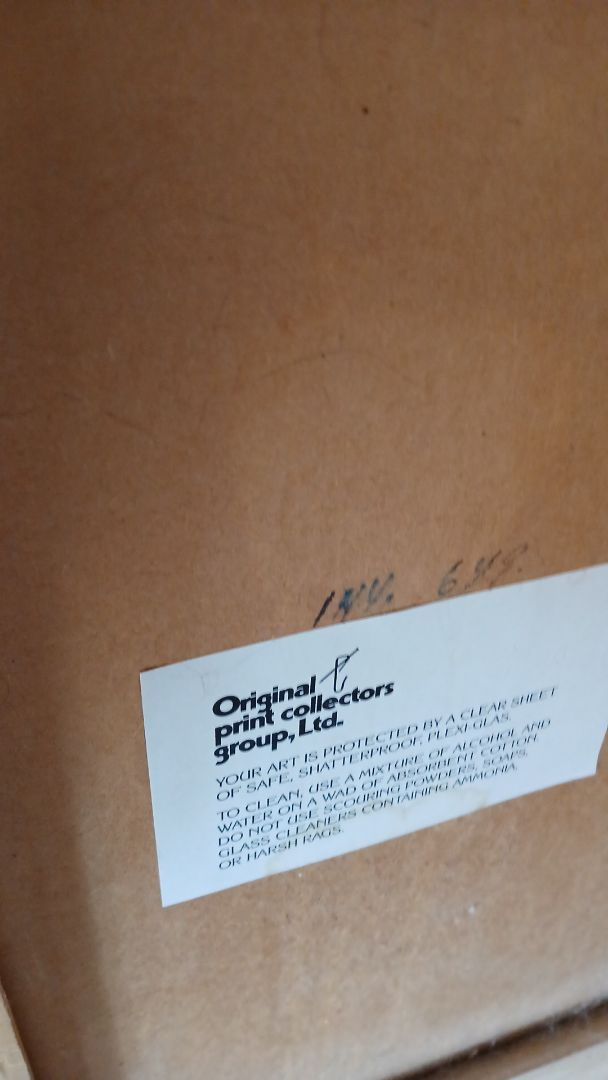 INV. 648.
Original
print collectors
group, Ltd.
YOUR ART IS PROTECTED BY A CLEAR SHEET
OF SAFE, SHATTERPROOF, PLEXI-GLAS.
TO CLEAN, USE A MIXTURE OF ALCOHOL AND
WATER ON A WAD OF ABSORBENT COTTON.
DO NOT USE SCOURING POWDERS, SOAPS,
GLASS CLEANERS CONTAINING AMMONIA,
OR HARSH RAGS.